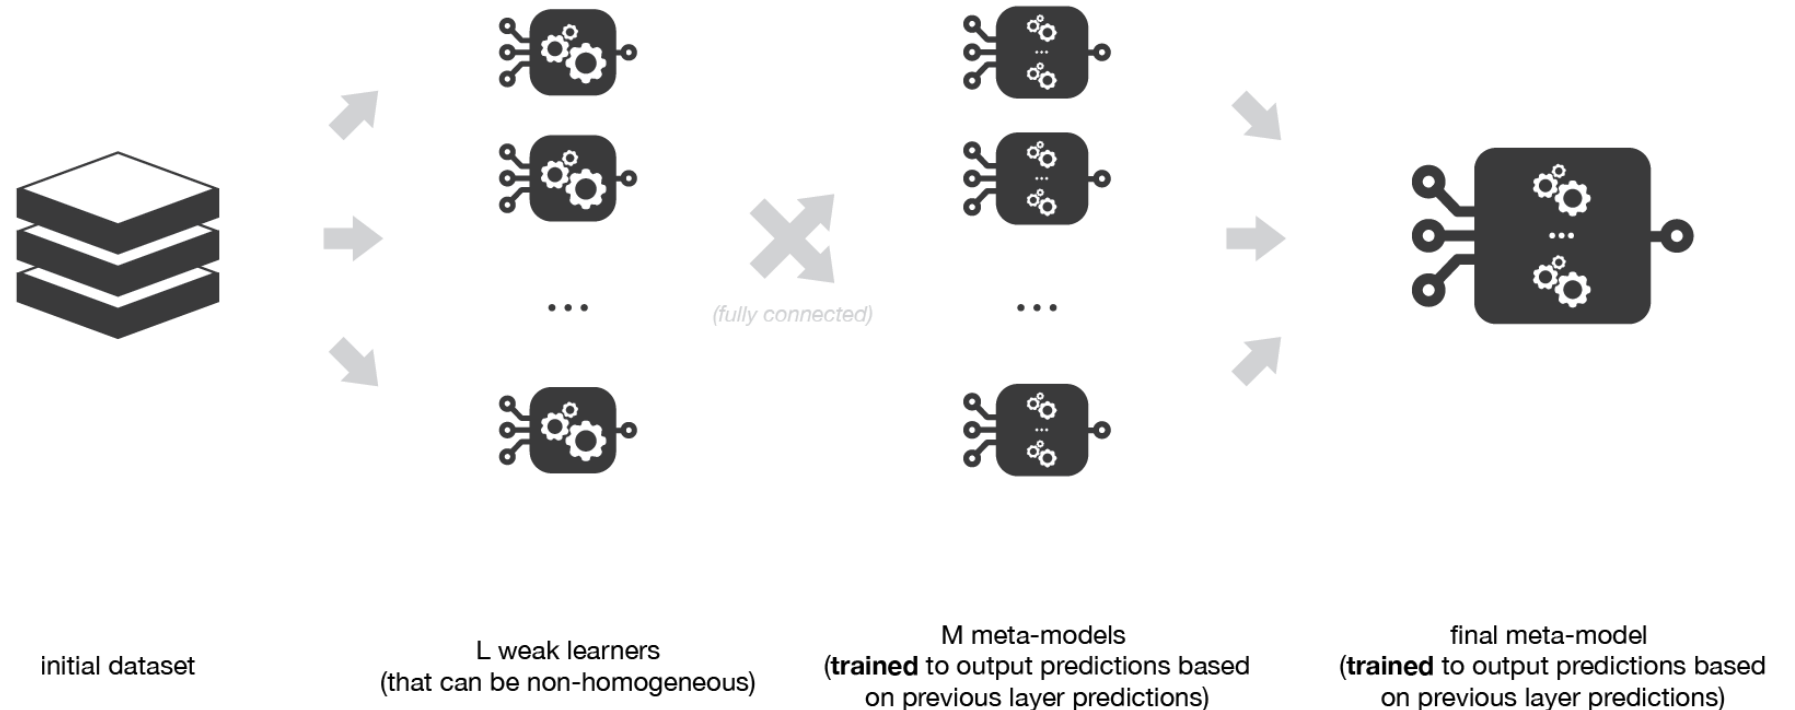 (fully connected)
initial dataset
L weak learners
(that can be non-homogeneous)
M meta-models
(trained to output predictions based
on previous layer predictions)
final meta-model
(trained to output predictions based
on previous layer predictions)